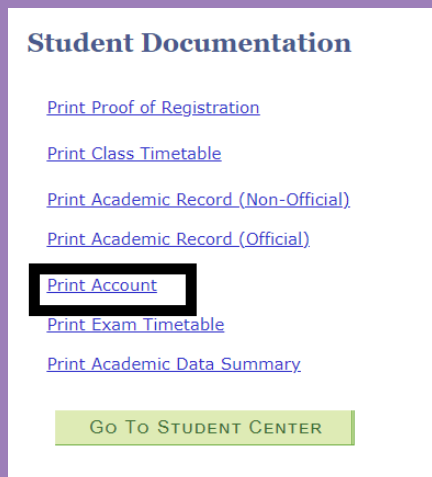 Student Documentation
Print Proof of Registration
Print Class Timetable
Print Academic Record (Non-Official)
Print Academic Record (Official)
Print Account
Print Exam Timetable
Print Academic Data Summary
Go To Student Center